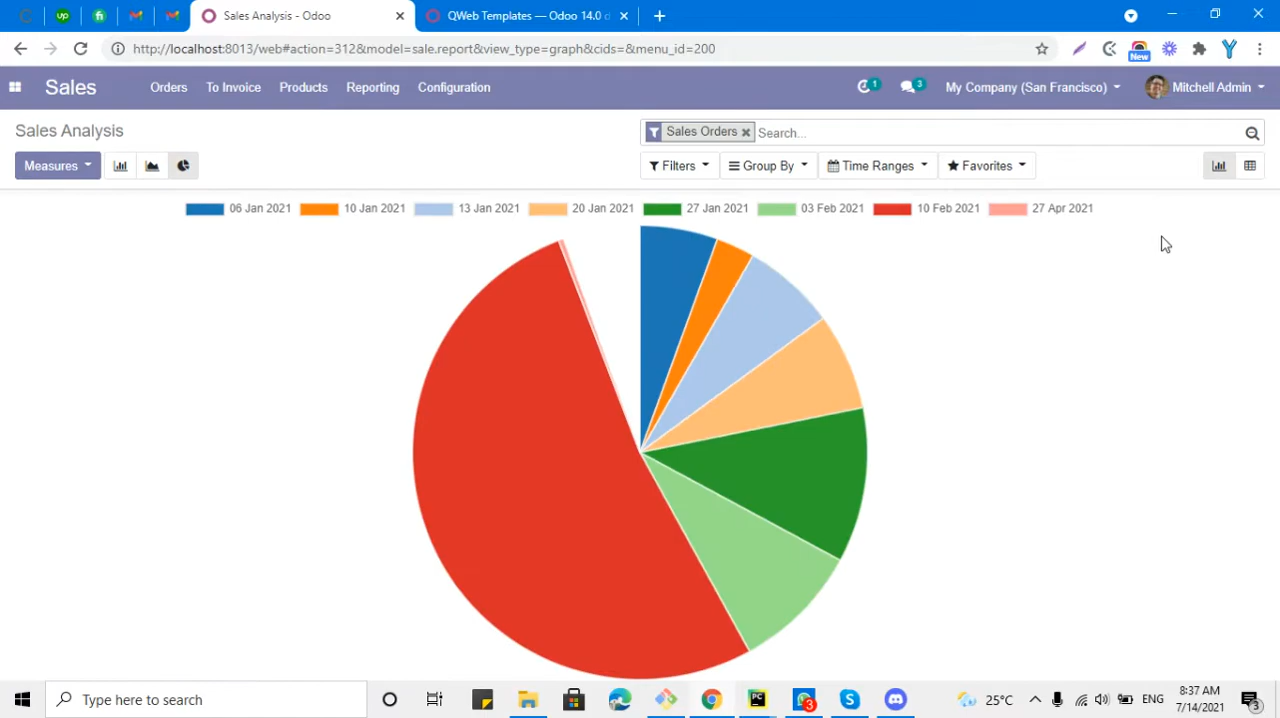 Sales Analysis - Odoo
QWeb Templates — Odoo 14.0 d
http://localhost:8013/web#action=312&model=sale.report&view_type=graph&cids=&menu_id=200
New
Sales
Orders
To Invoice
Products
Reporting
Configuration
1
3
My Company (San Francisco)
Mitchell Admin
Sales Analysis
Sales Orders
Search...
Measures
Filters
Group By
Time Ranges
Favorites
06 Jan 2021
10 Jan 2021
13 Jan 2021
20 Jan 2021
27 Jan 2021
03 Feb 2021
10 Feb 2021
27 Apr 2021
Type here to search
PC
3
25°C
ENG
8:37 AM
7/14/2021
3